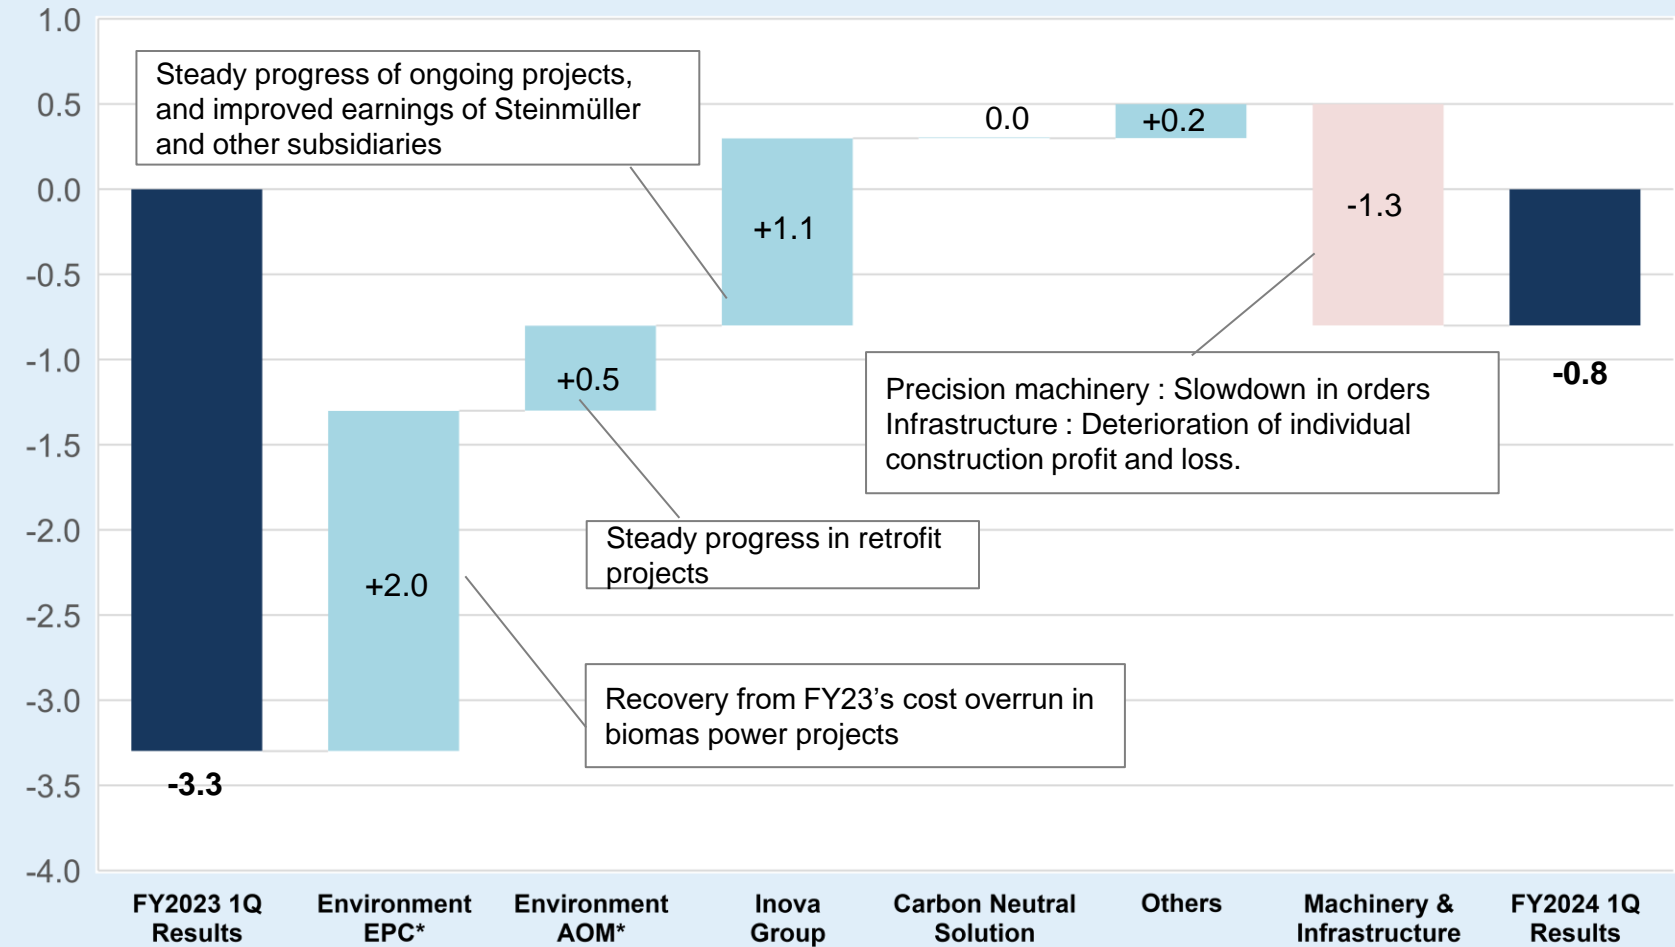 1.0
0.5
0.0
-0.5
-1.0
-1.5
-2.0
-2.5
-3.0
-3.5
-4.0
Steady progress of ongoing projects,
and improved earnings of Steinmüller
and other subsidiaries
0.0
+0.2
+1.1
-1.3
+0.5
-0.8
Precision machinery : Slowdown in orders
Infrastructure : Deterioration of individual
construction profit and loss.
Steady progress in retrofit
projects
+2.0
Recovery from FY23’s cost overrun in
biomas power projects
-3.3
FY2023 1Q
Results
Environment
EPC*
Environment
AOM*
Inova
Group
Carbon Neutral
Solution
Others
Machinery &
Infrastructure
FY2024 1Q
Results